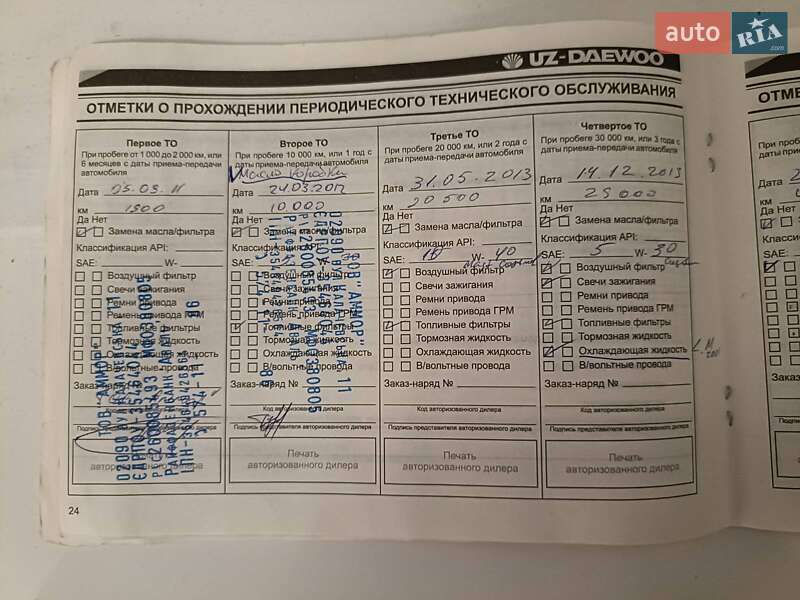 auto RIA .com
UZ-DAEWOO
ОТМЕТКИ О ПРОХОЖДЕНИИ ПЕРИОДИЧЕСКОГО ТЕХНИЧЕСКОГО ОБСЛУЖИВАНИЯ
Первое ТО
При пробеге от 1 000 до 2 000 км, или
6 месяцев с даты приема-передачи
автомобиля
Дата
км 1500
Да Нет
Замена масла/фильтра
Классификация API:
SAE: W-
Воздушный фильтр
Свечи зажигания
Ремни привода
Ремень привода ГРМ
Топливные фильтры
Тормозная жидкость
Охлаждающая жидкость
В/вольтные провода
Заказ-наряд
Подпись
Печать
авторизованного дилера
Второе ТО
При пробеге 10 000 км, или 1 год с
даты приема-передачи автомобиля
Масло коробки
Дата 24.03.2012
км 10 000
Да Нет
Замена масла/фильтра
Классификация
SAE:
Воздушный фильтр
Свечи зажигания
Ремни привода
Ремень привода ГРМ
Топливные фильтры
Тормозная жидкость
Охлаждающая жидкость
В/вольтные провода
Заказ-наряд №
Код авторизованного дилера
Подпись представителя авторизованного дилера
Печать
авторизованного дилера
Третье ТО
При пробеге 20 000 км, или 2 года с
даты приема-передачи автомобиля
Дата 31.05.2013
км 20 500
Да Нет
Замена масла/фильтра
Классификация API:
SAE: 10 W- 40
Воздушный фильтр
Свечи зажигания
Ремни привода
Ремень привода ГРМ
Топливные фильтры
Тормозная жидкость
Охлаждающая жидкость
В/вольтные провода
Заказ-наряд №
Код авторизованного дилера
Подпись представителя авторизованного дилера
Печать
авторизованного дилера
Четвертое ТО
При пробеге 30 000 км, или 3 года с
даты приема-передачи автомобиля
Дата 14.12.2013
км 25 000
Да Нет
Замена масла/фильтра
Классификация API:
SAE: 5 W- 30
Воздушный фильтр
Свечи зажигания
Ремни привода
Ремень привода ГРМ
Топливные фильтры
Тормозная жидкость
Охлаждающая жидкость
В/вольтные провода
Заказ-наряд №
Код авторизованного дилера
Подпись представителя авторизованного дилера
Печать
авторизованного дилера
24
ОТМЕ